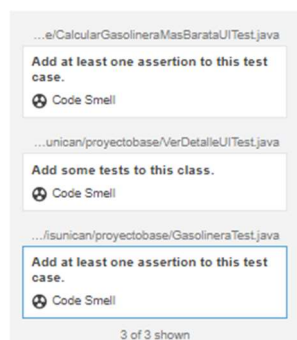 ...e/CalcularGasolineraMasBarataUITest.java
Add at least one assertion to this test
case.
Code Smell
...unican/proyectobase/VerDetalleUITest.java
Add some tests to this class.
Code Smell
.../isunican/proyectobase/GasolineraTest.java
Add at least one assertion to this test
case.
Code Smell
3 of 3 shown